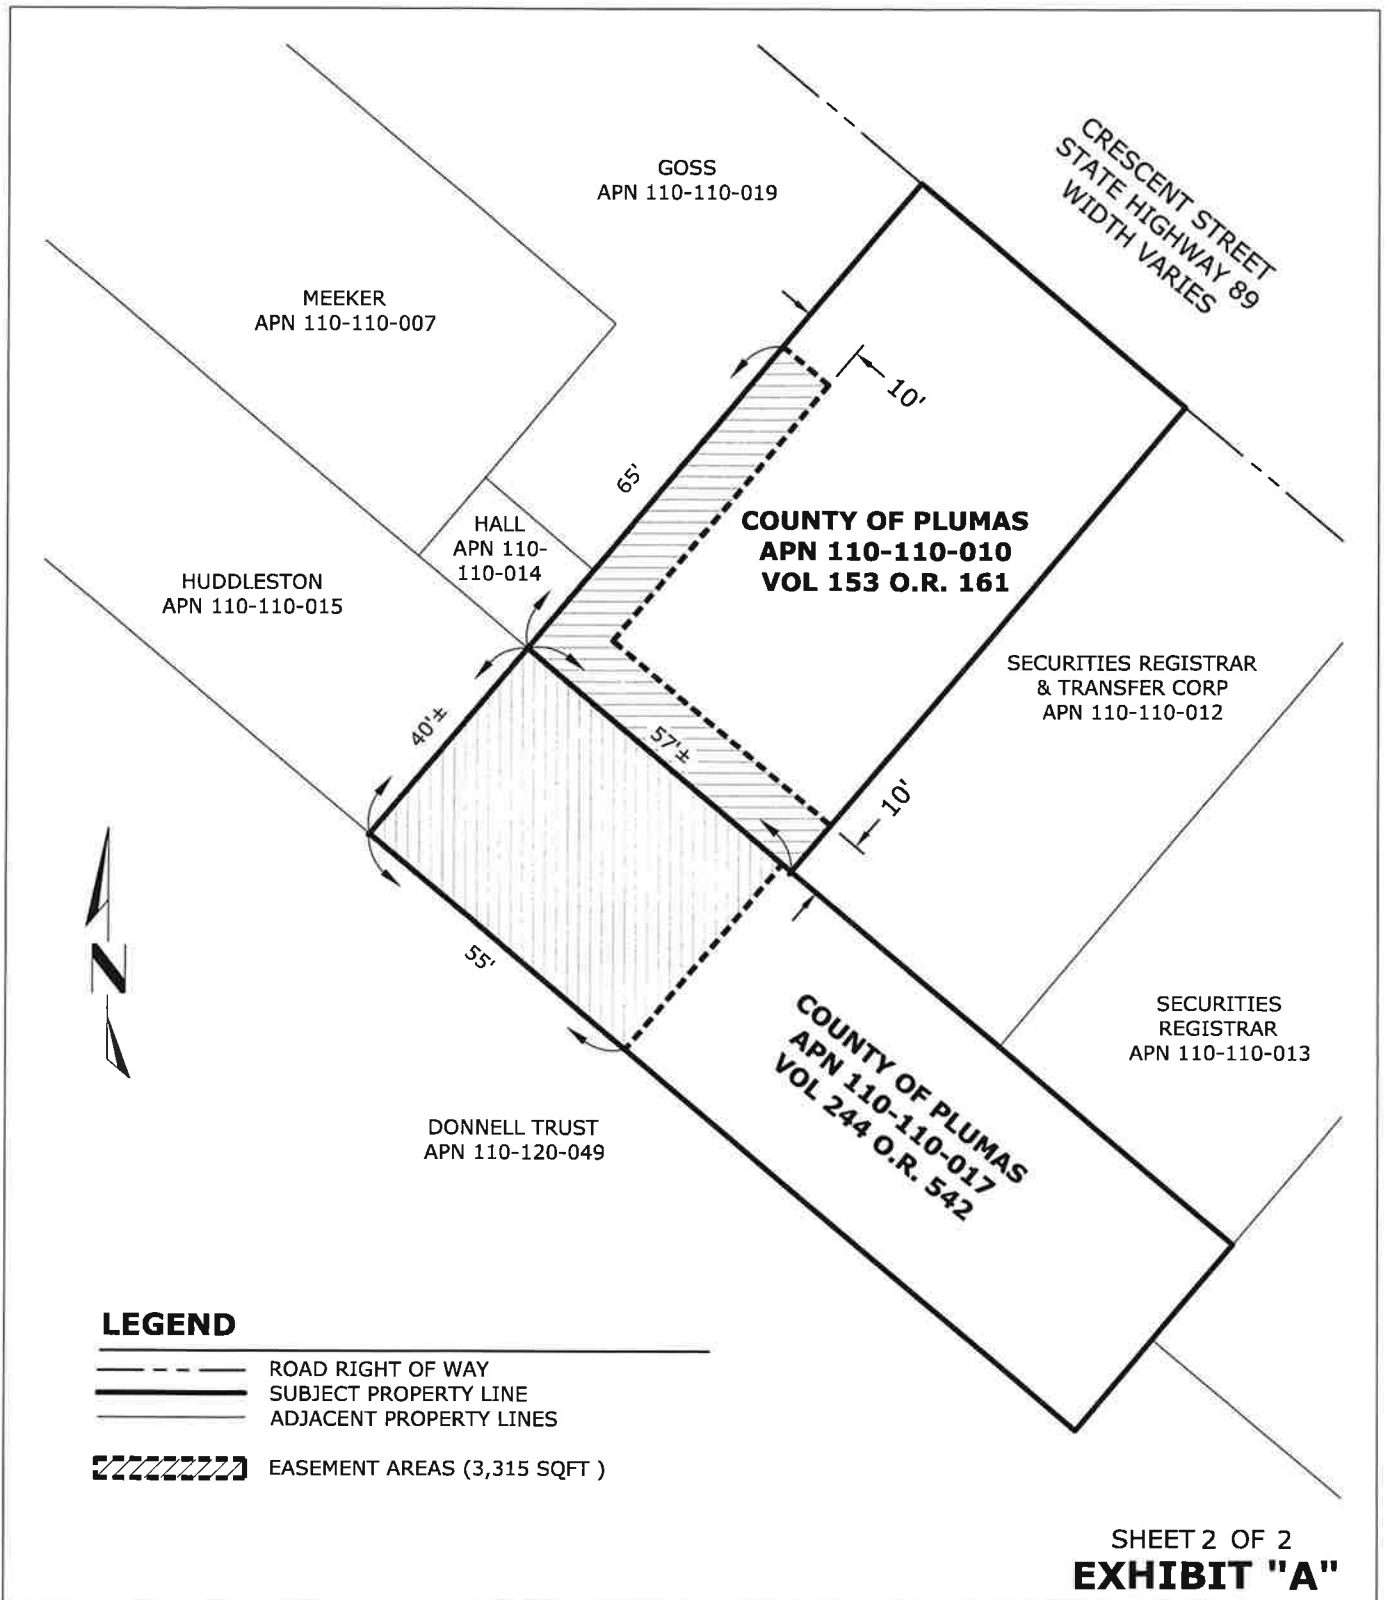 CRESCENT STREET
STATE HIGHWAY 89
WIDTH VARIES
GOSS
APN 110-110-019
MEEKER
APN 110-110-007
10'
65'
HALL
APN 110-
110-014
COUNTY OF PLUMAS
APN 110-110-010
VOL 153 O.R. 161
HUDDLESTON
APN 110-110-015
SECURITIES REGISTRAR
& TRANSFER CORP
APN 110-110-012
40'±
57'±
10'
N
55'
COUNTY OF PLUMAS
APN 110-110-017
VOL 244 O.R. 542
SECURITIES
REGISTRAR
APN 110-110-013
DONNELL TRUST
APN 110-120-049
LEGEND
ROAD RIGHT OF WAY
SUBJECT PROPERTY LINE
ADJACENT PROPERTY LINES
EASEMENT AREAS (3,315 SQFT )
SHEET 2 OF 2
EXHIBIT "A"